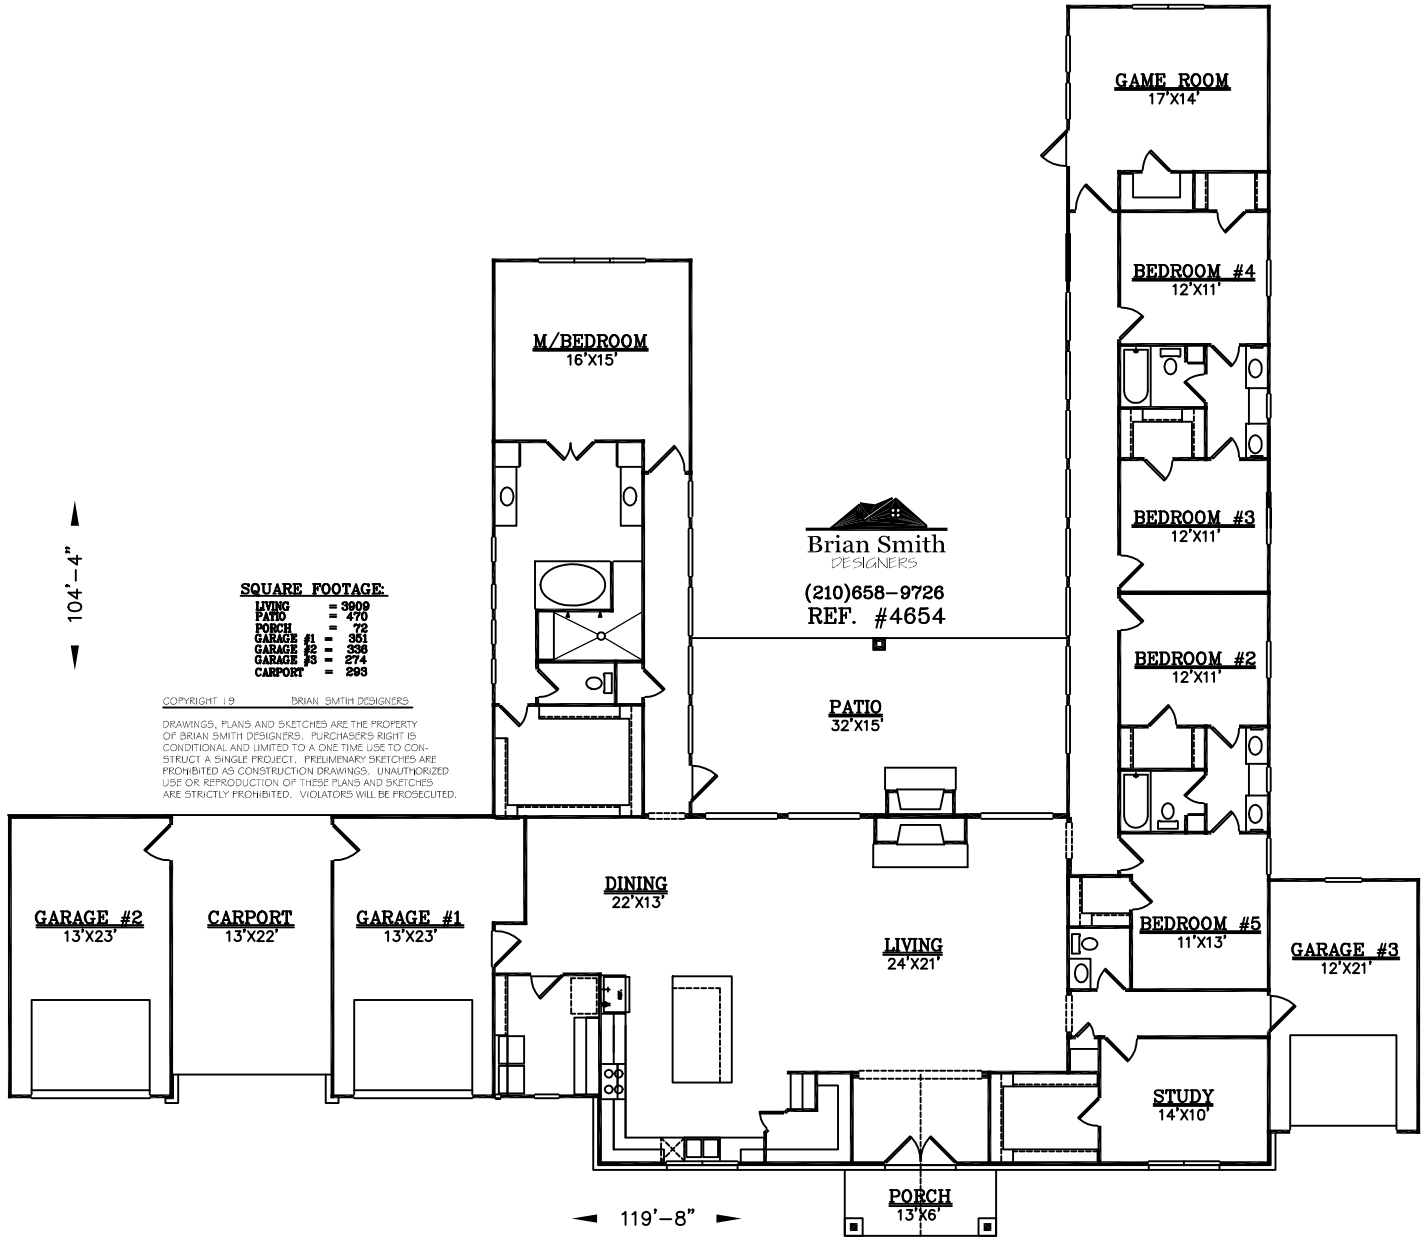 GAME ROOM
17'X14'
BEDROOM #4
12'X11'
M/BEDROOM
16'X15'
BEDROOM #3
12'X11'
Brian Smith
DESIGNERS
(210)658-9726
REF. #4654
104'-4"
SQUARE FOOTAGE:
LIVING = 3909
PATIO = 470
PORCH = 72
GARAGE #1 = 351
GARAGE #2 = 336
GARAGE #3 = 274
CARPORT = 293
COPYRIGHT 19 BRIAN SMTIH DESIGNERS
DRAWINGS, PLANS AND SKETCHES ARE THE PROPERTY
OF BRIAN SMITH DESIGNERS. PURCHASER'S RIGHT IS
CONDITIONAL AND LIMITED TO A ONE TIME USE TO CON-
STRUCT A SINGLE PROJECT. PRELIMENARY SKETCHES ARE
PROHIBITED AS CONSTRUCTION DRAWINGS. UNAUTHORIZED
USE OR REPRODUCTION OF THESE PLANS AND SKETCHES
ARE STRICTLY PROHIBITED. VIOLATORS WILL BE PROSECUTED.
BEDROOM #2
12'X11'
PATIO
32'X15'
DINING
22'X13'
GARAGE #2
13'X23'
CARPORT
13'X22'
GARAGE #1
13'X23'
LIVING
24'X21'
BEDROOM #5
11'X13'
GARAGE #3
12'X21'
STUDY
14'X10'
PORCH
13'X6'
119'-8"